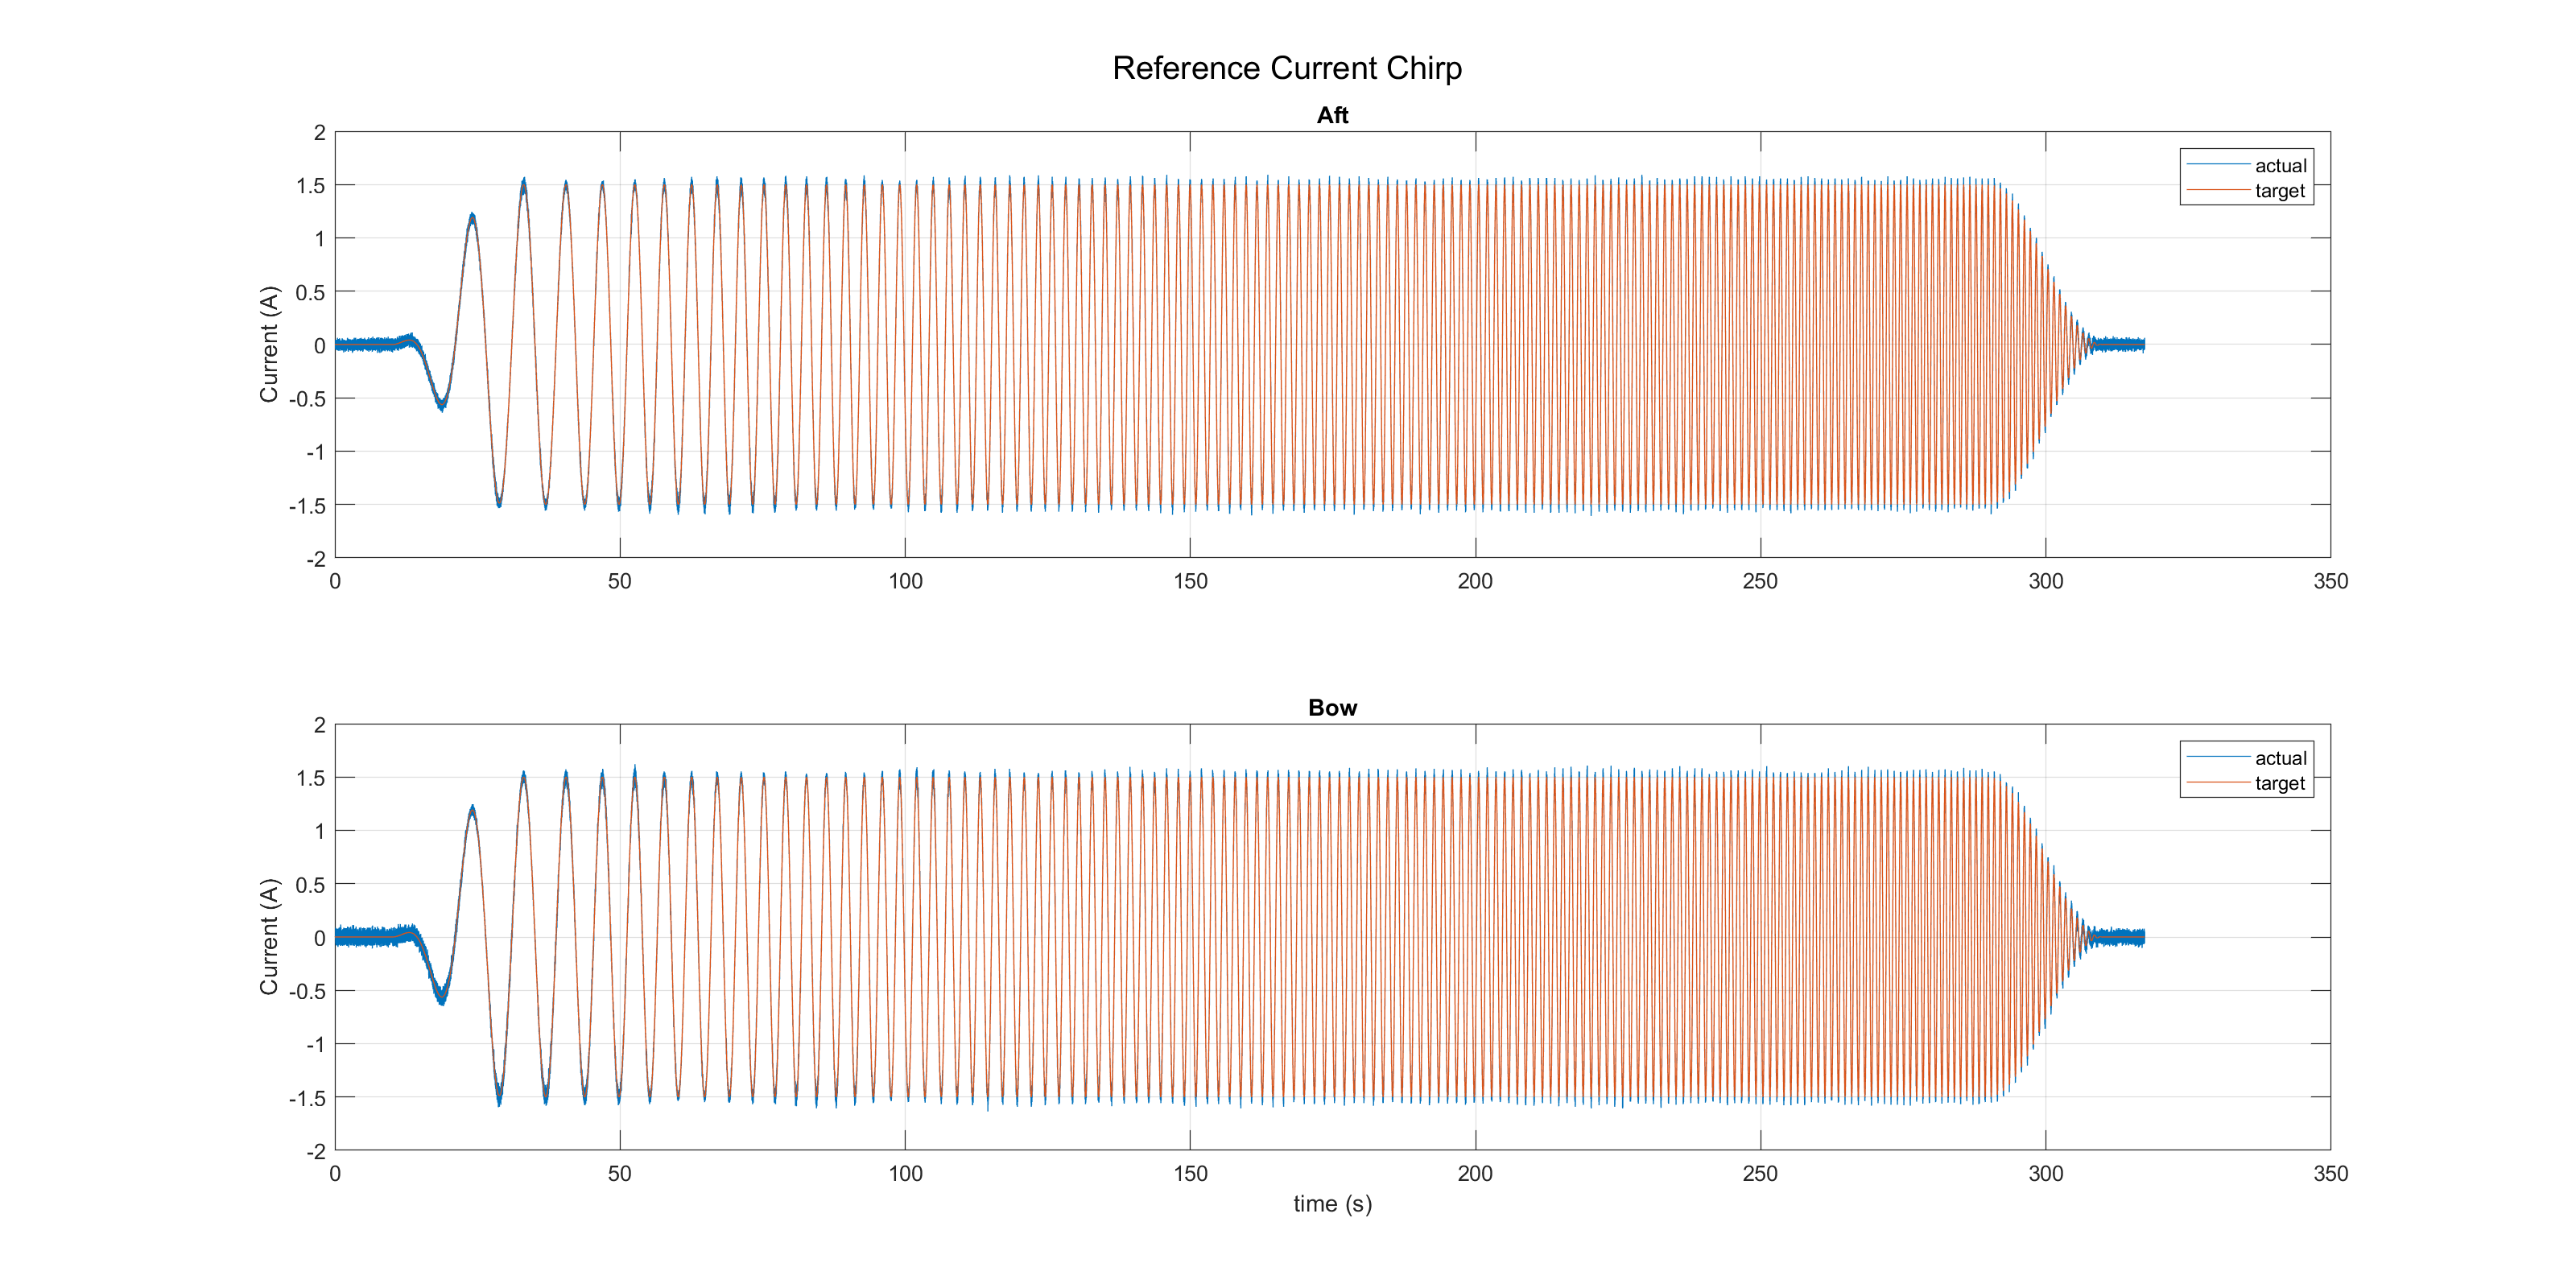 Reference Current Chirp
Aft
2
1.5
1
0.5
0
-0.5
-1
-1.5
-2
Current (A)
actual
target
0 50 100 150 200 250 300 350
Bow
2
1.5
1
0.5
0
-0.5
-1
-1.5
-2
Current (A)
actual
target
0 50 100 150 200 250 300 350
time (s)